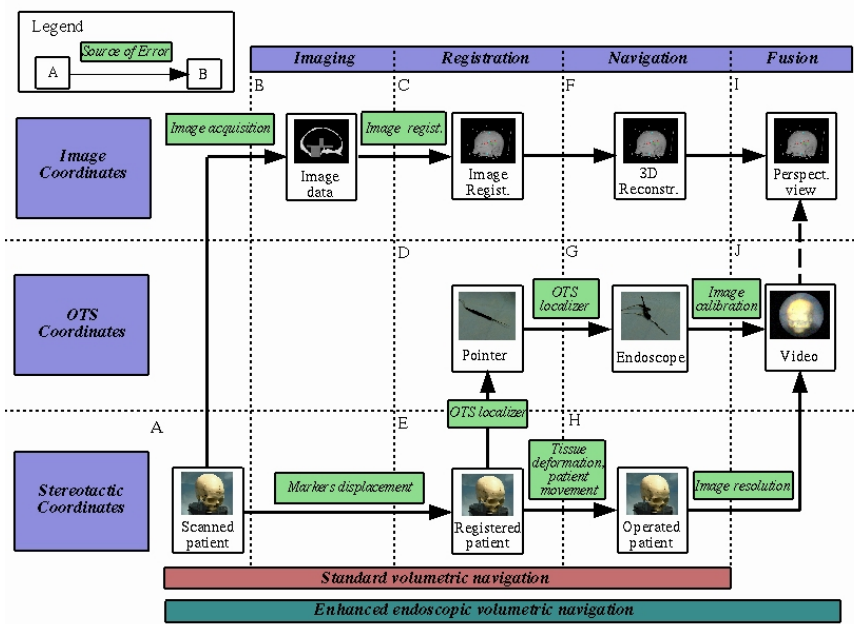 Legend
Source of Error
A
B
Imaging
Registration
Navigation
Fusion
B
C
F
I
Image
Coordinates
Image acquisition
Image regist.
Image
data
Image
Regist.
3D
Reconstr.
Perspect.
view
D
G
J
OTS
Coordinates
OTS
localizer
Image
calibration
Pointer
Endoscope
Video
A
E
H
OTS localizer
Stereotactic
Coordinates
Markers displacement
Tissue
deformation,
patient
movement
Image resolution
Scanned
patient
Registered
patient
Operated
patient
Standard volumetric navigation
Enhanced endoscopic volumetric navigation